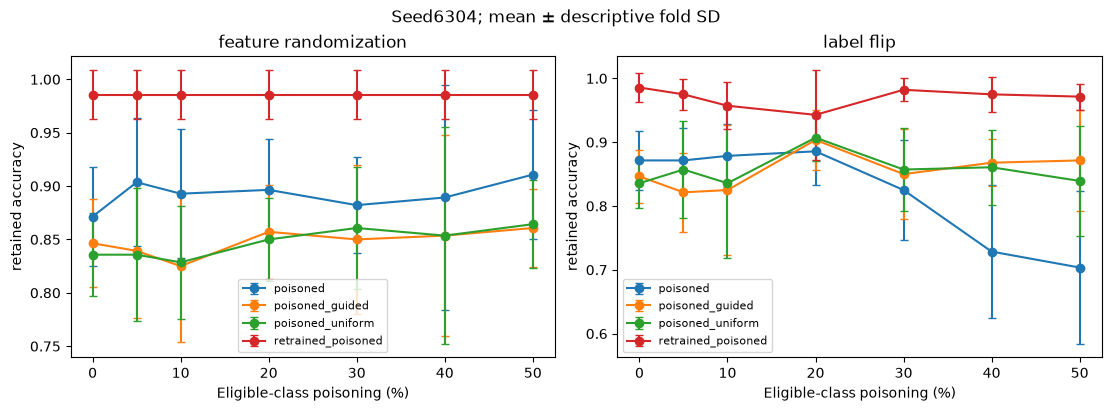 Seed6304; mean ± descriptive fold SD
feature randomization
retained accuracy
1.00
0.95
0.90
0.85
0.80
0.75
0 10 20 30 40 50
Eligible-class poisoning (%)
poisoned
poisoned_guided
poisoned_uniform
retrained_poisoned
label flip
retained accuracy
1.0
0.9
0.8
0.7
0.6
0 10 20 30 40 50
Eligible-class poisoning (%)
poisoned
poisoned_guided
poisoned_uniform
retrained_poisoned